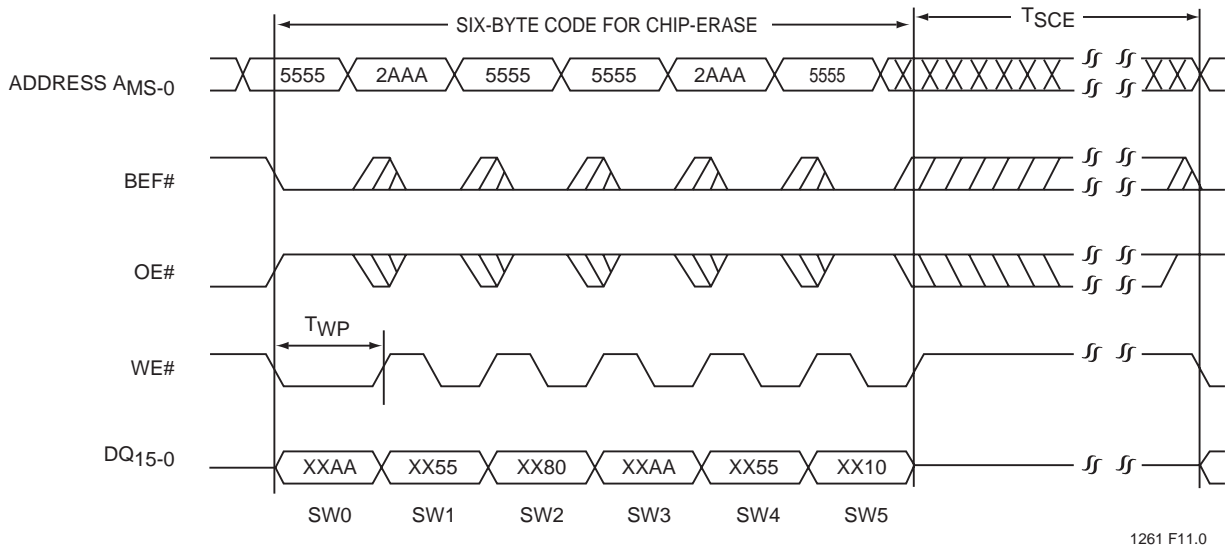 SIX-BYTE CODE FOR CHIP-ERASE
TSCE
ADDRESS AMS-0
5555 2AAA 5555 5555 2AAA 5555
BEF#
OE#
TWP
WE#
DQ15-0
XXAA XX55 XX80 XXAA XX55 XX10
SW0 SW1 SW2 SW3 SW4 SW5
1261 F11.0